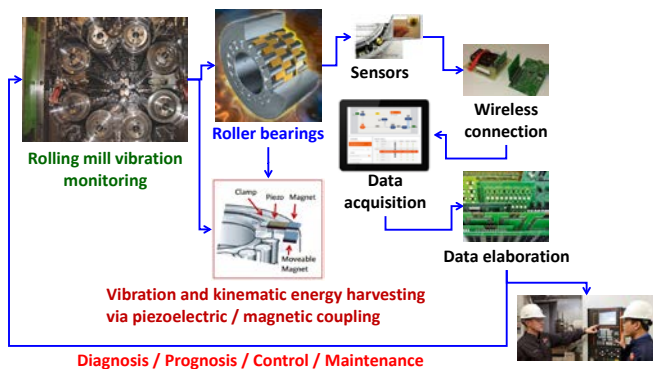 Sensors
Wireless
connection
Roller bearings
Rolling mill vibration
monitoring
Data
acquisition
Clamp
Piezo
Magnet
Moveable
Magnet
Data elaboration
Vibration and kinematic energy harvesting
via piezoelectric / magnetic coupling
Diagnosis / Prognosis / Control / Maintenance